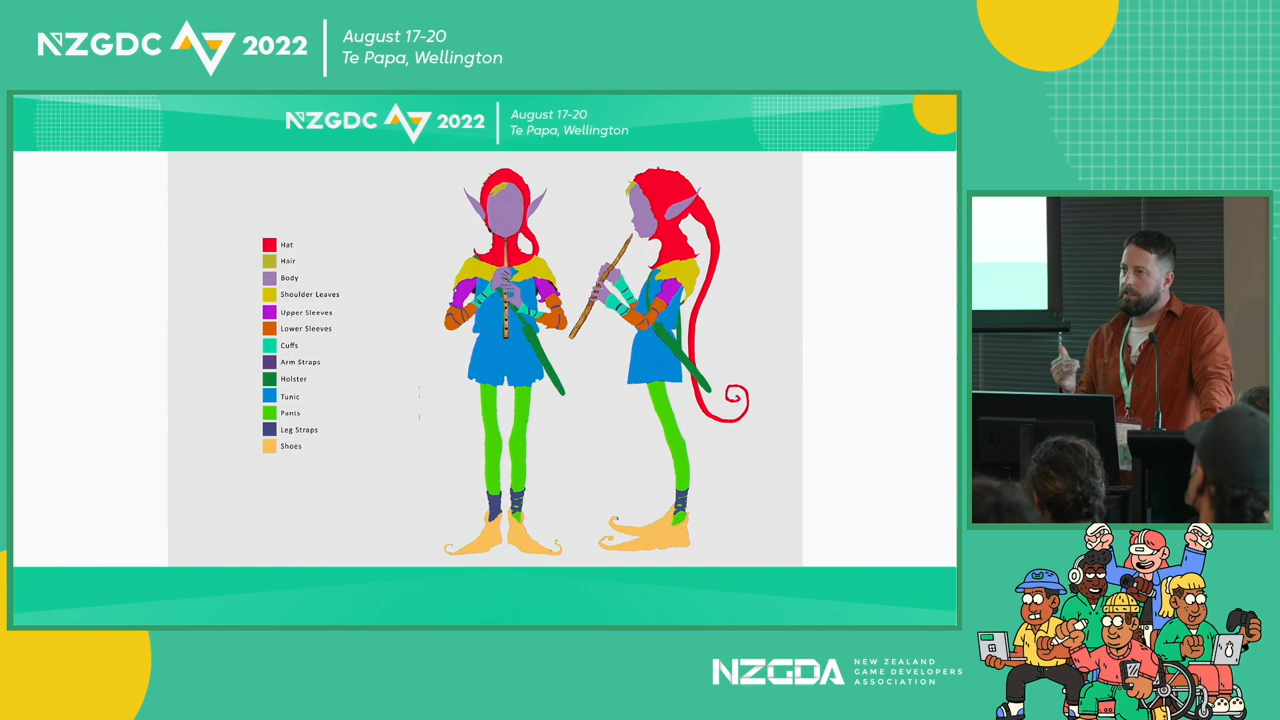 NZGDC 2022
August 17-20
Te Papa, Wellington
NZGDC 2022
August 17-20
Te Papa, Wellington
Hat
Hair
Body
Shoulder Leaves
Upper Sleeves
Lower Sleeves
Cuffs
Arm Straps
Holster
Tunic
Pants
Leg Straps
Shoes
NZGDA
NEW ZEALAND
GAME DEVELOPERS
ASSOCIATION